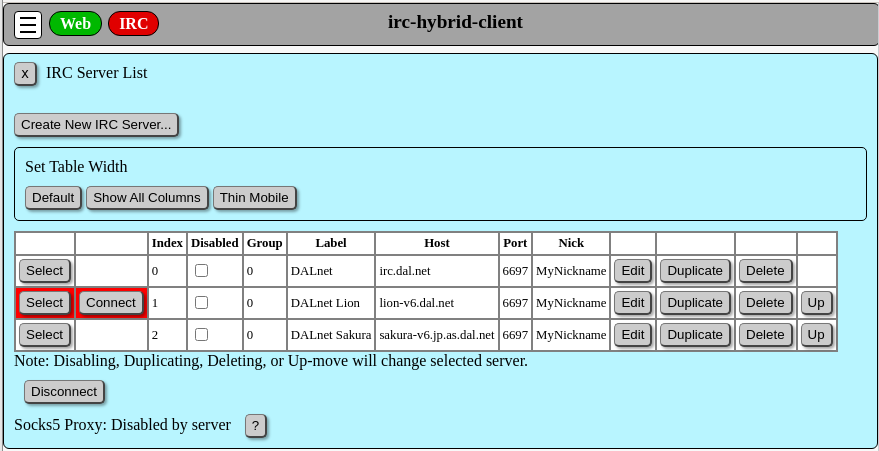 Web IRC irc-hybrid-client
x IRC Server List
Create New IRC Server...
Set Table Width
Default Show All Columns Thin Mobile
Index Disabled Group Label Host Port Nick
Select 0 0 DALnet irc.dal.net 6697 MyNickname Edit Duplicate Delete
Select Connect 1 0 DALnet Lion lion-v6.dal.net 6697 MyNickname Edit Duplicate Delete Up
Select 2 0 DALnet Sakura sakura-v6.jp.as.dal.net 6697 MyNickname Edit Duplicate Delete Up
Note: Disabling, Duplicating, Deleting, or Up-move will change selected server.
Disconnect
Socks5 Proxy: Disabled by server ?